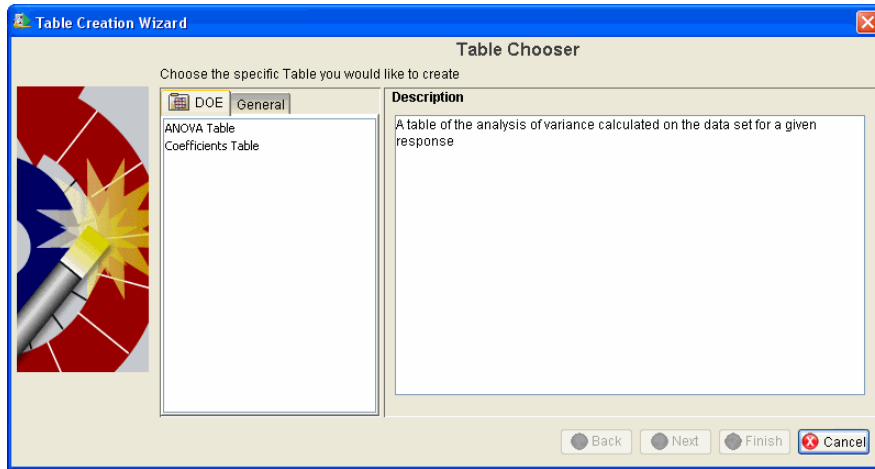 Table Creation Wizard
Table Chooser
Choose the specific Table you would like to create
DOE
General
ANOVA Table
Coefficients Table
Description
A table of the analysis of variance calculated on the data set for a given
response
Back
Next
Finish
Cancel